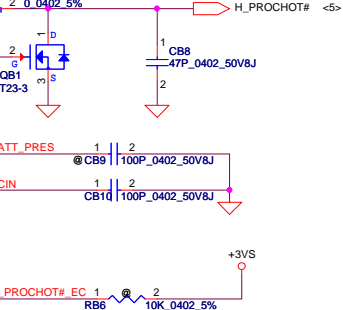 2 0_0402_5%
H_PROCHOT# <5>
1 D
1
CB8
47P_0402_50V8J
2
2
G
QB1
3 S
T23-3
ATT_PRES 1 2
@CB9 100P_0402_50V8J
CIN 1 2
CB10 100P_0402_50V8J
+3VS
_PROCHOT#_EC 1 @ 2
RB6 10K_0402_5%